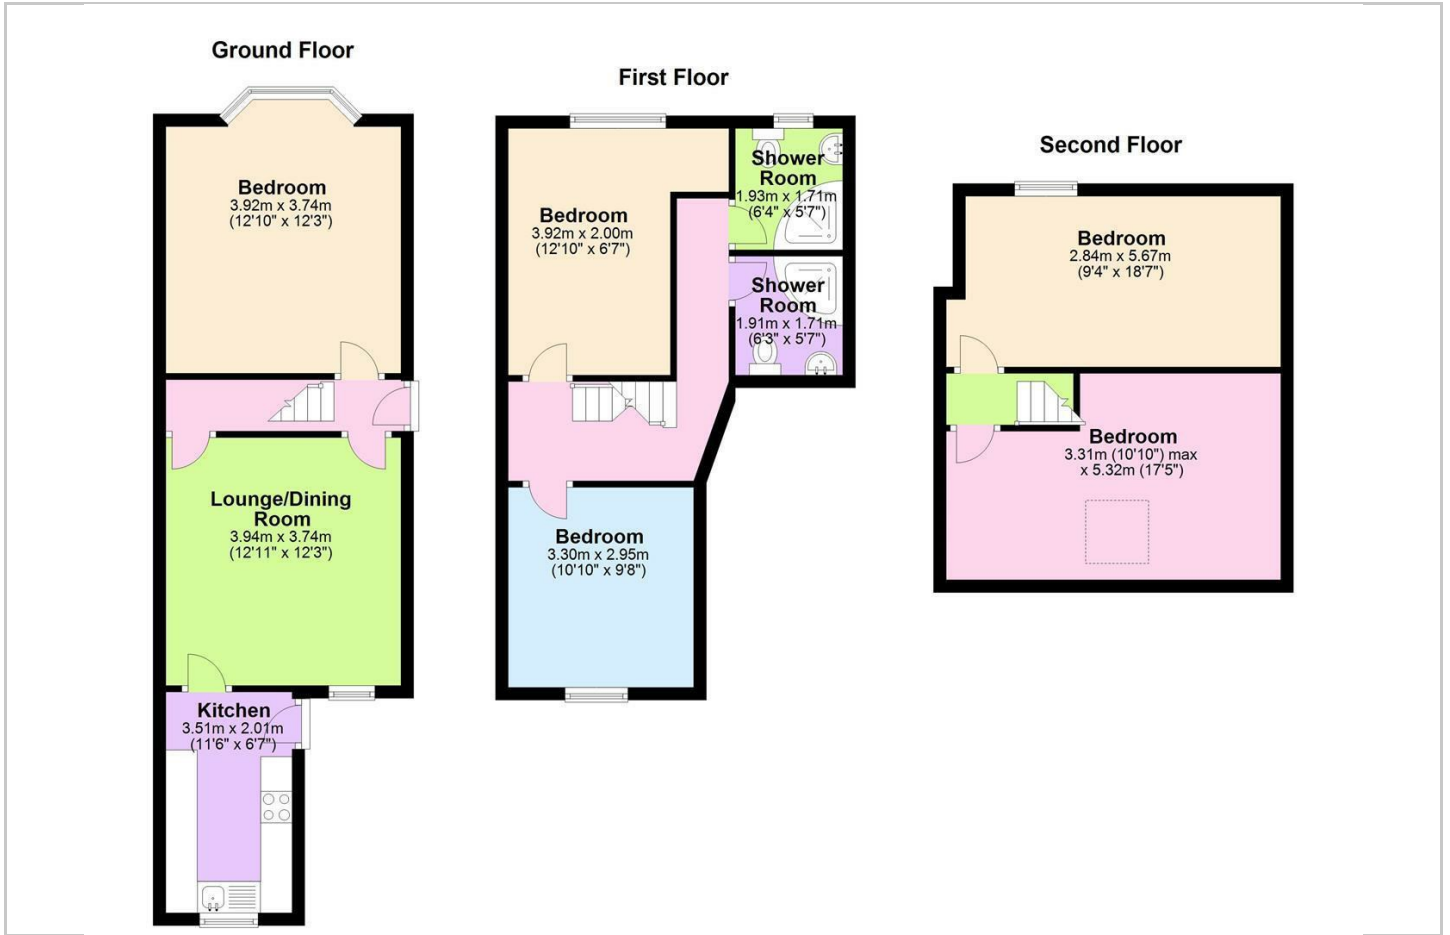 Ground Floor
Bedroom
3.92m x 3.74m
(12'10" x 12'3")
Lounge/Dining
Room
3.94m x 3.74m
(12'11" x 12'3")
Kitchen
3.51m x 2.01m
(11'6" x 6'7")
First Floor
Bedroom
3.92m x 2.00m
(12'10" x 6'7")
Shower
Room
1.93m x 1.71m
(6'4" x 5'7")
Shower
Room
1.91m x 1.71m
(6'3" x 5'7")
Bedroom
3.30m x 2.95m
(10'10" x 9'8")
Second Floor
Bedroom
2.84m x 5.67m
(9'4" x 18'7")
Bedroom
3.31m (10'10") max
x 5.32m (17'5")